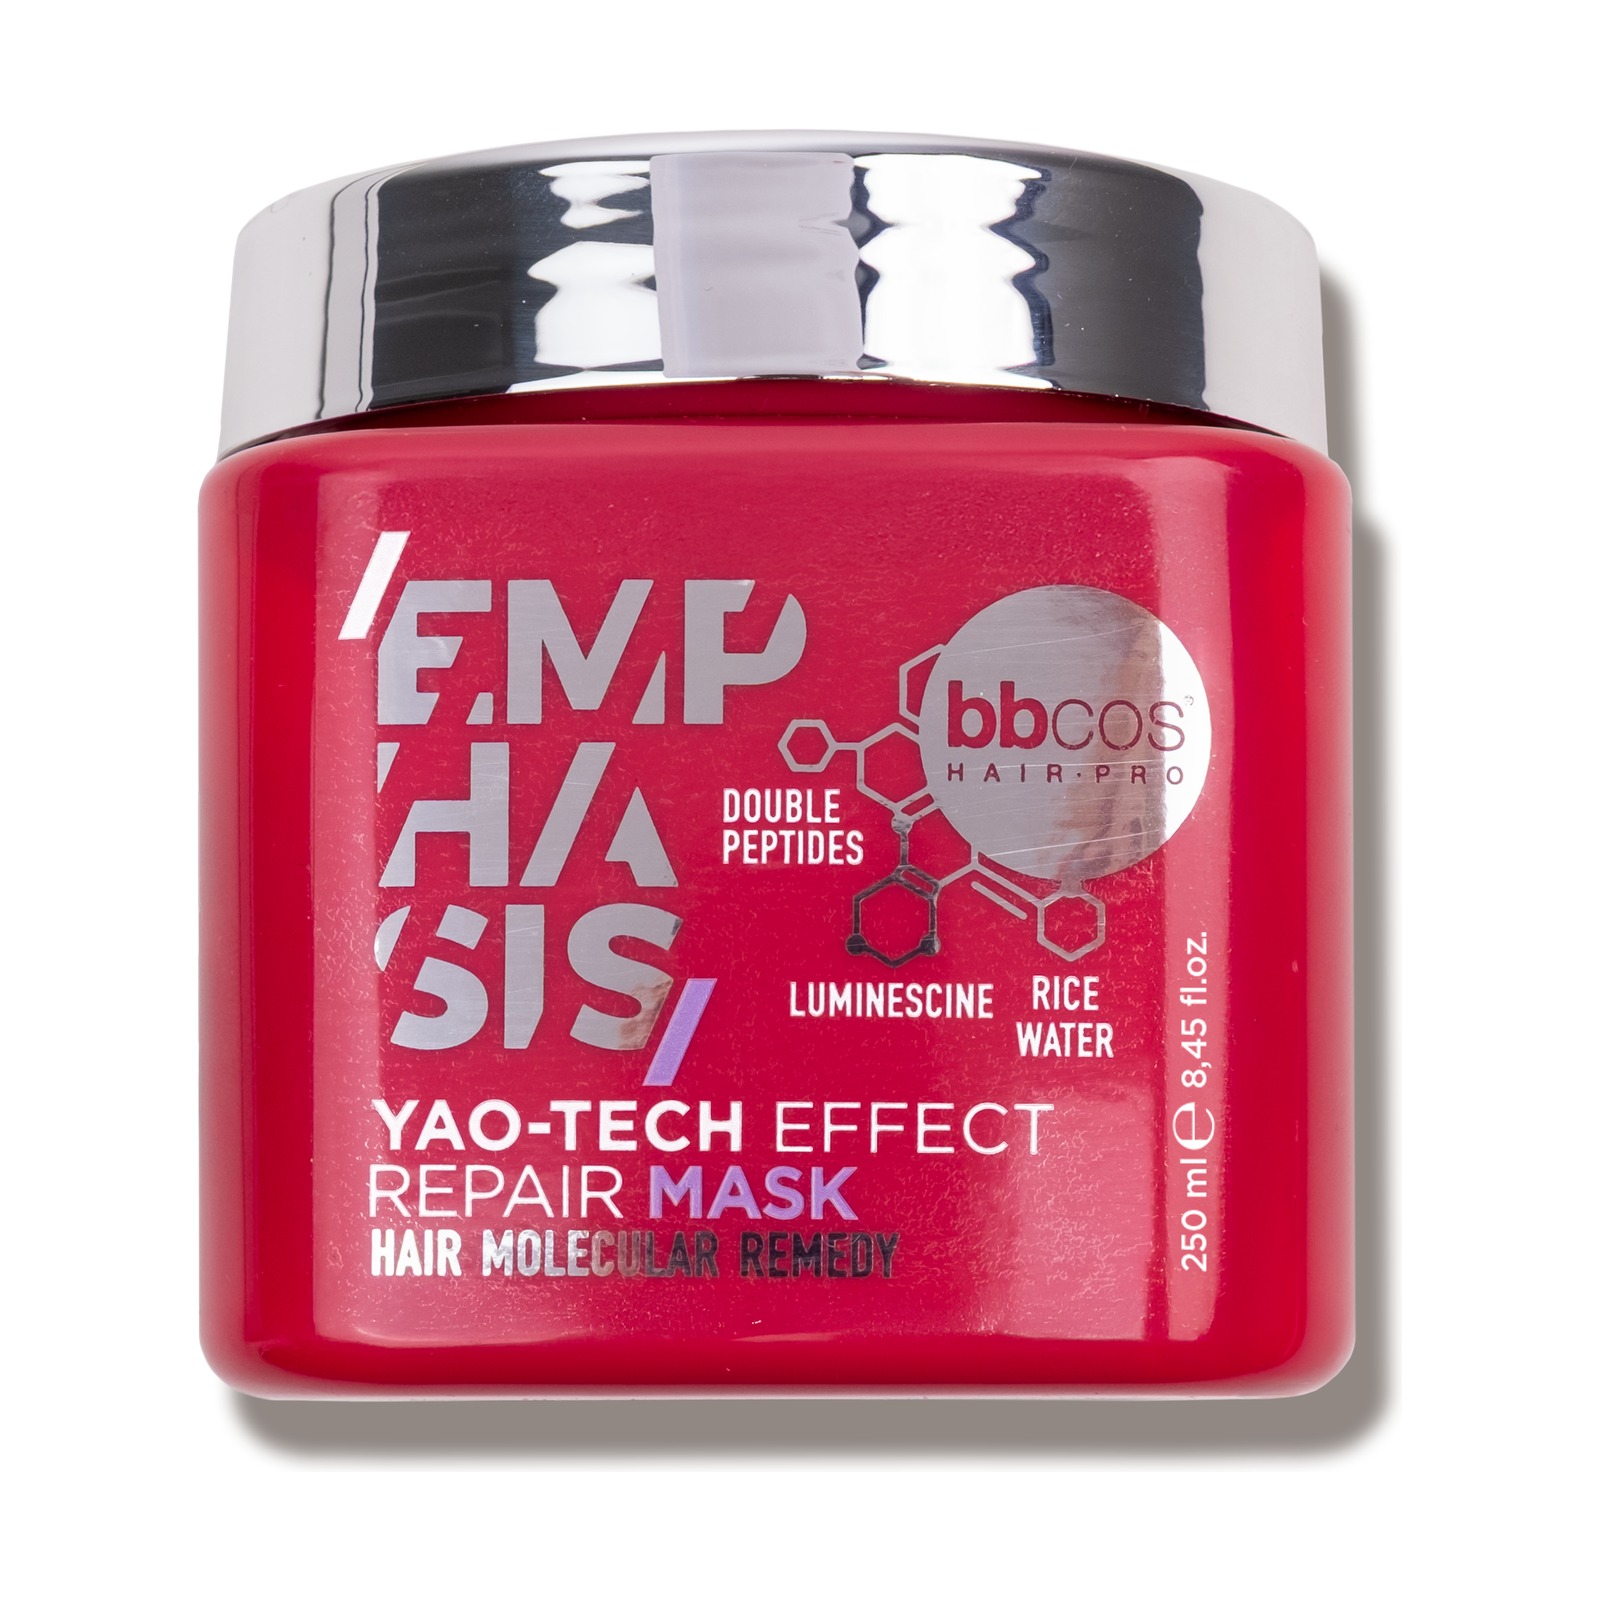 EMP
HA
SIS
bbcos®
HAIR·PRO
DOUBLE
PEPTIDES
LUMINESCINE
RICE
WATER
YAO-TECH EFFECT
REPAIR MASK
HAIR MOLECULAR REMEDY
250 ml ℮ 8,45 fl.oz.